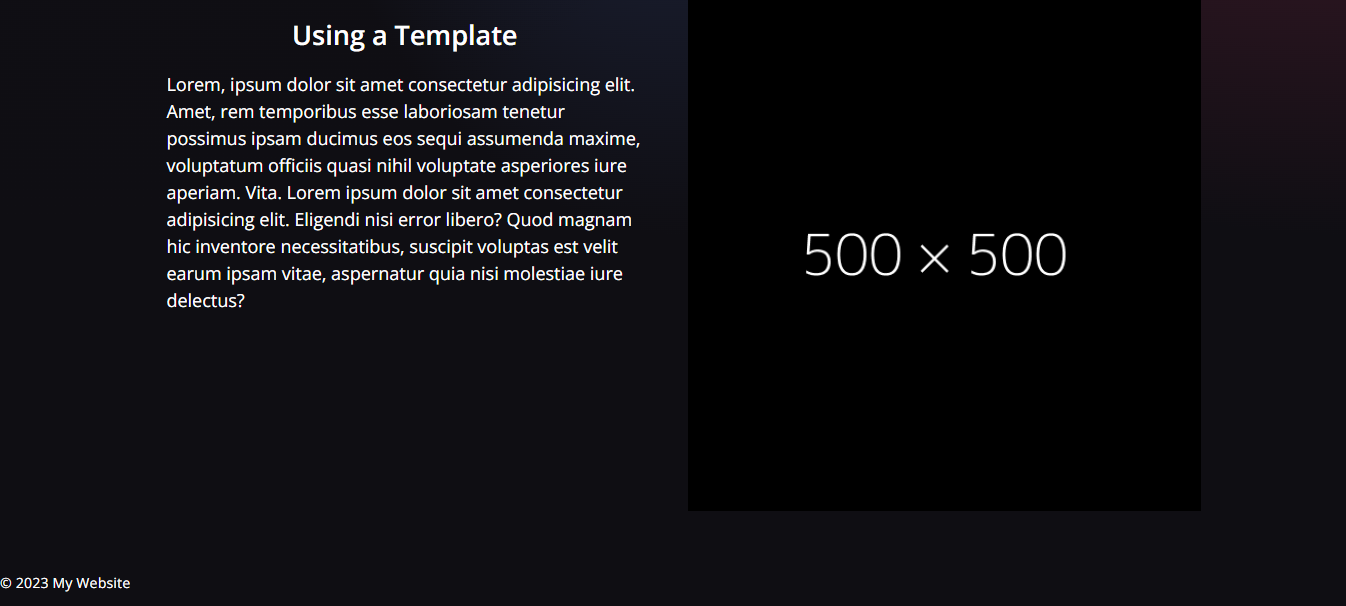 Using a Template
Lorem, ipsum dolor sit amet consectetur adipisicing elit.
Amet, rem temporibus esse laboriosam tenetur
possimus ipsam ducimus eos sequi assumenda maxime,
voluptatum officiis quasi nihil voluptate asperiores iure
aperiam. Vita. Lorem ipsum dolor sit amet consectetur
adipisicing elit. Eligendi nisi error libero? Quod magnam
hic inventore necessitatibus, suscipit voluptas est velit
earum ipsam vitae, aspernatur quia nisi molestiae iure
delectus?
500 × 500
© 2023 My Website